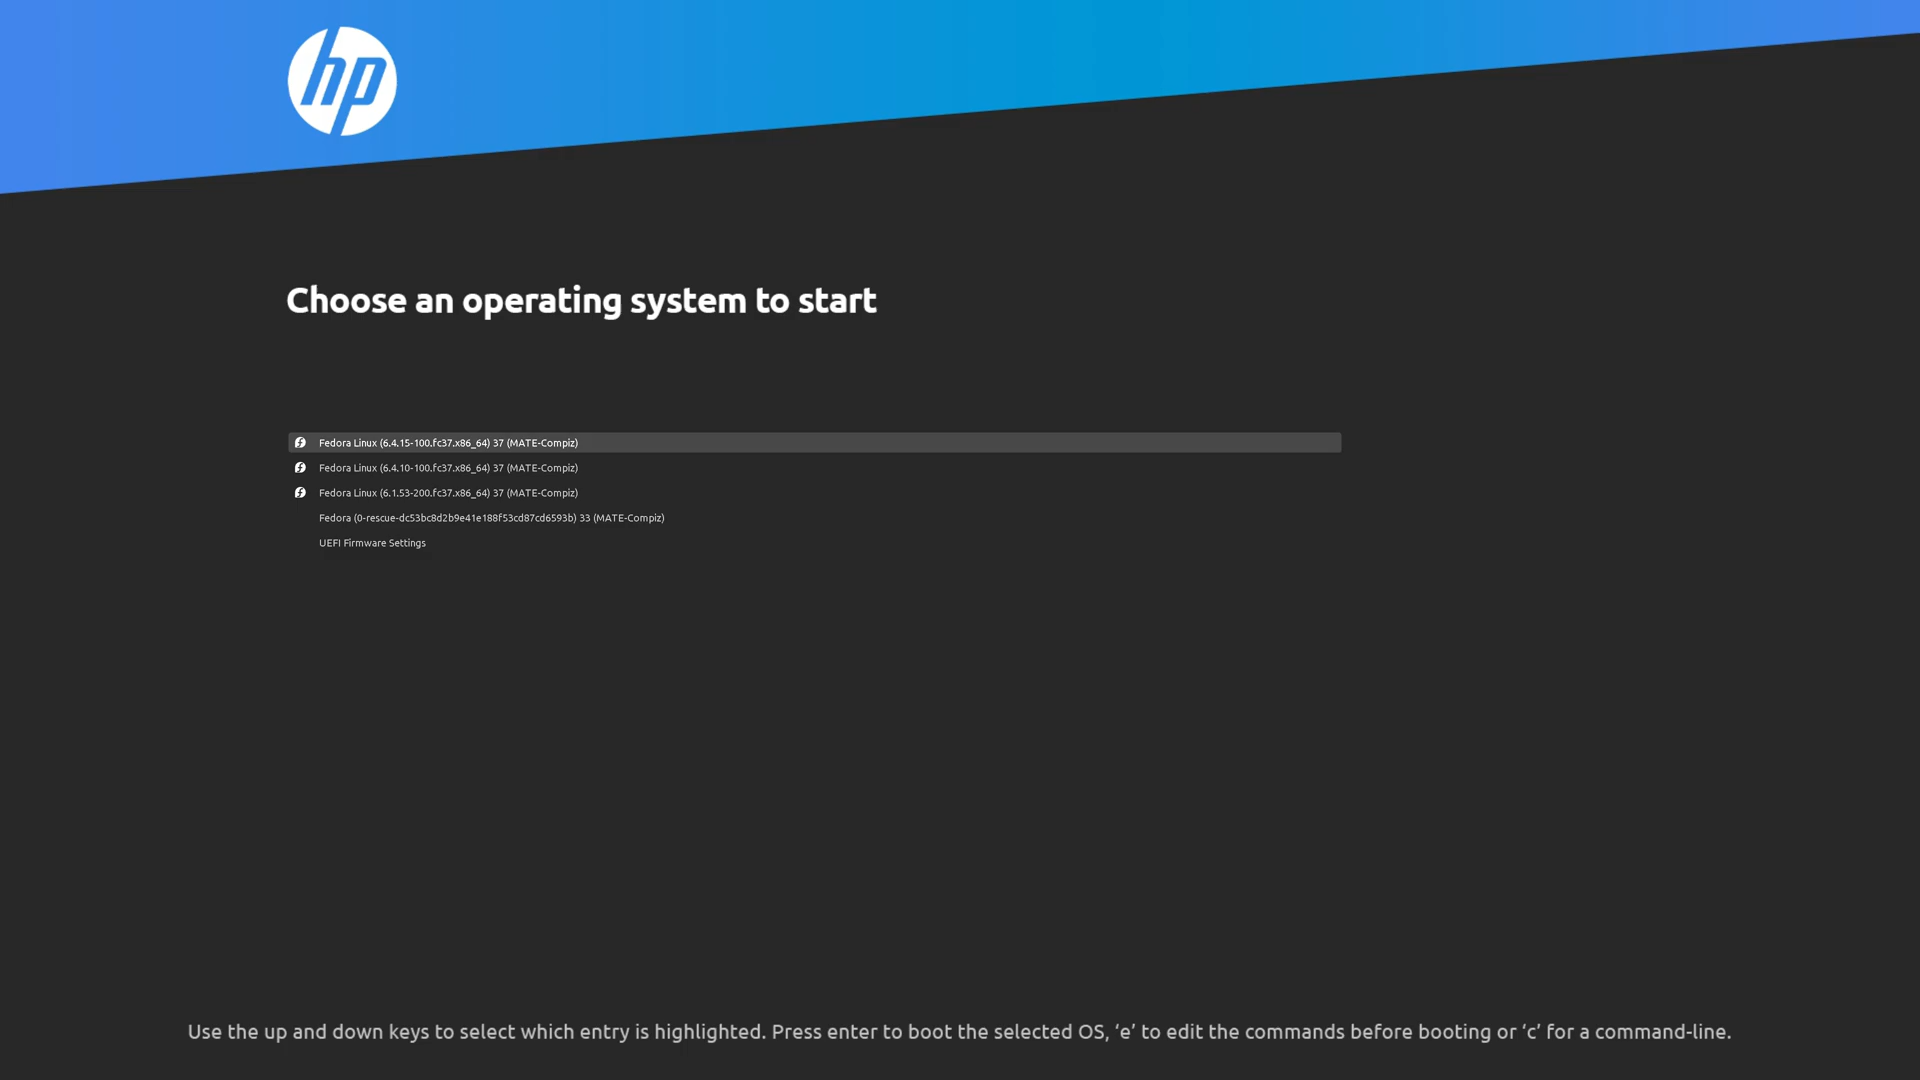 hp
Choose an operating system to start
Fedora Linux (6.4.15-100.fc37.x86_64) 37 (MATE-Compiz)
Fedora Linux (6.4.10-100.fc37.x86_64) 37 (MATE-Compiz)
Fedora Linux (6.1.53-200.fc37.x86_64) 37 (MATE-Compiz)
Fedora (0-rescue-dc53bc8d2b9e41e188f53cd87cd6593b) 33 (MATE-Compiz)
UEFI Firmware Settings
Use the up and down keys to select which entry is highlighted. Press enter to boot the selected OS, ‘e’ to edit the commands before booting or ‘c’ for a command-line.